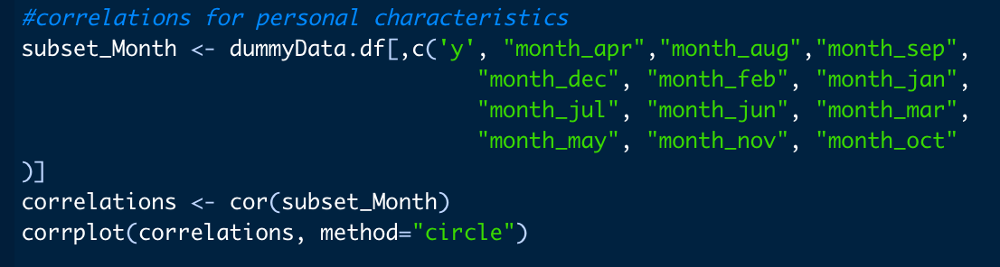 #correlations for personal characteristics
subset_Month <- dummyData.df[,c('y', "month_apr","month_aug","month_sep",
"month_dec", "month_feb", "month_jan",
"month_jul", "month_jun", "month_mar",
"month_may", "month_nov", "month_oct"
)]
correlations <- cor(subset_Month)
corrplot(correlations, method="circle")